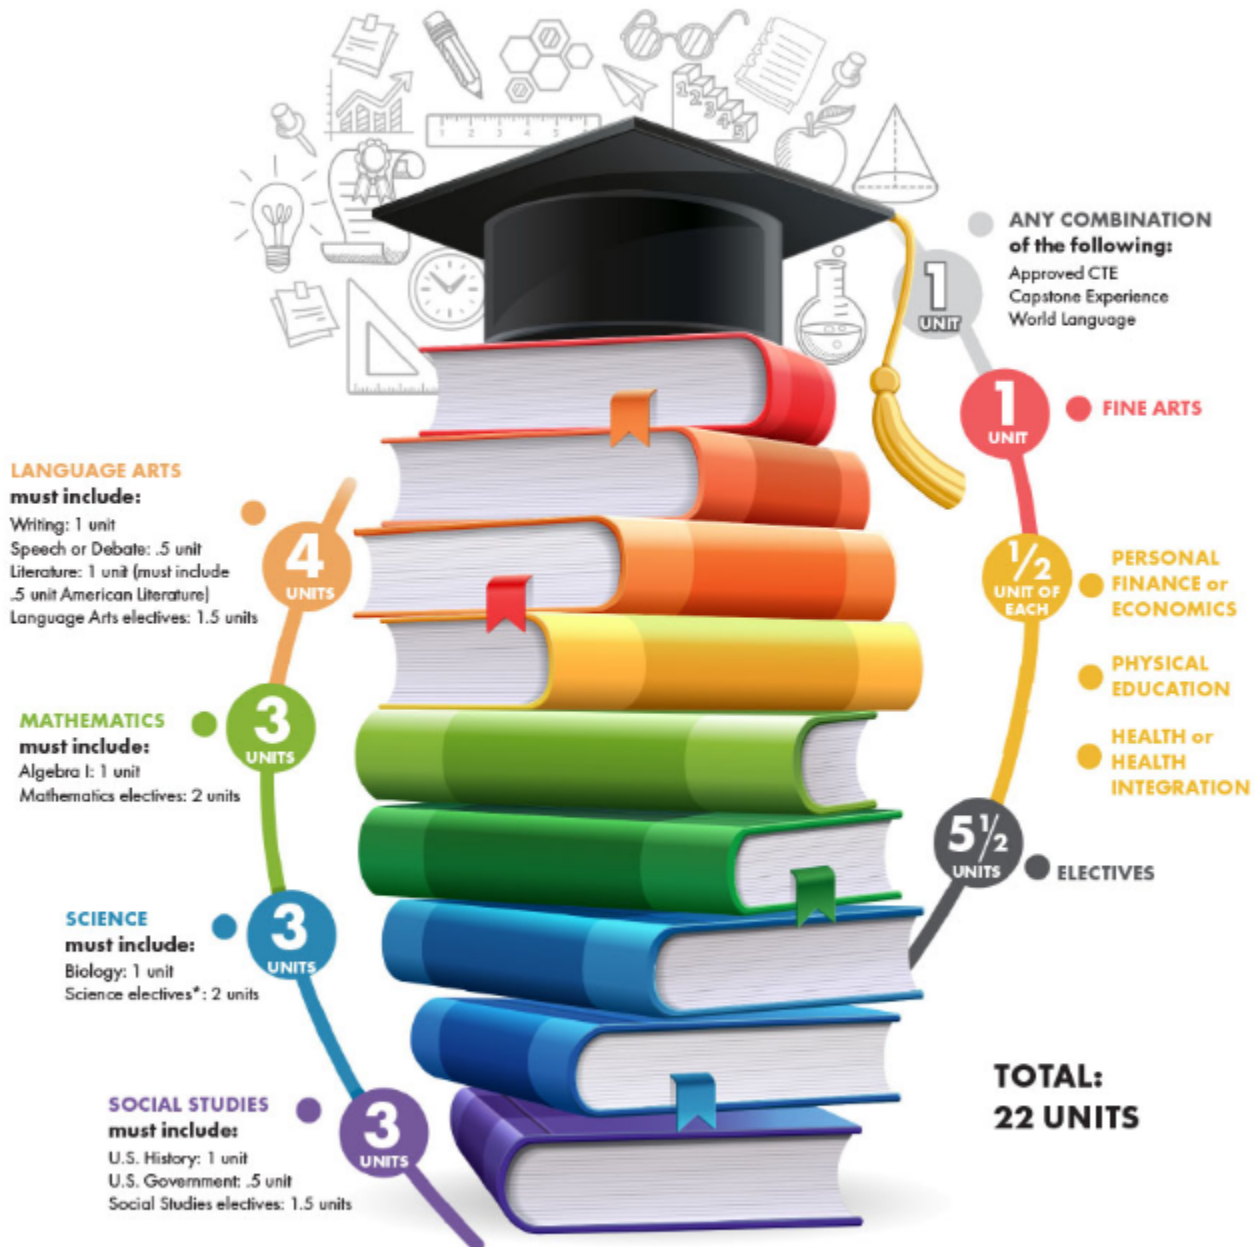 ANY COMBINATION
of the following:
Approved CTE
Capstone Experience
World Language
1
UNIT
1
UNIT
FINE ARTS
LANGUAGE ARTS
must include:
Writing: 1 unit
Speech or Debate: .5 unit
Literature: 1 unit (must include
.5 unit American Literature)
Language Arts electives: 1.5 units
4
UNITS
1/2
UNIT OF
EACH
PERSONAL
FINANCE or
ECONOMICS
PHYSICAL
EDUCATION
HEALTH or
HEALTH
INTEGRATION
MATHEMATICS
must include:
Algebra I: 1 unit
Mathematics electives: 2 units
3
UNITS
5 1/2
UNITS
ELECTIVES
SCIENCE
must include:
Biology: 1 unit
Science electives*: 2 units
3
UNITS
SOCIAL STUDIES
must include:
U.S. History: 1 unit
U.S. Government: .5 unit
Social Studies electives: 1.5 units
3
UNITS
TOTAL:
22 UNITS